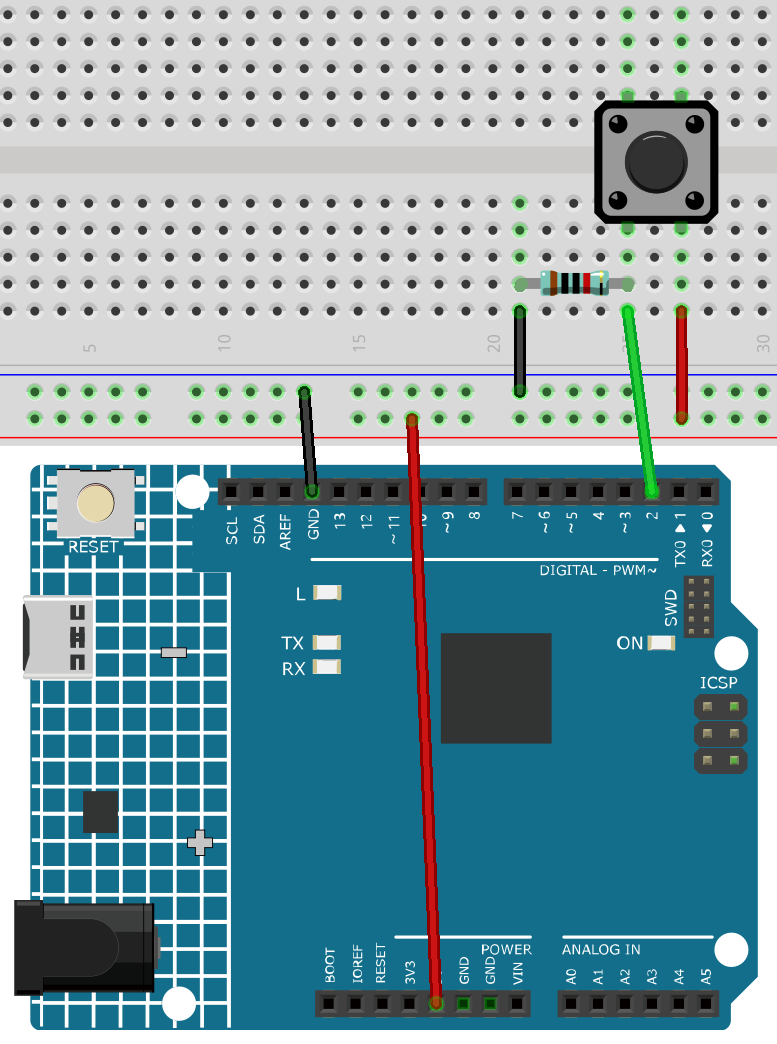 5
10
15
20
30
RESET
SCL
SDA
AREF
GND
13
12
~11
~9
8
7
~6
~5
4
~3
2
TX0▶1
RX0◀0
DIGITAL - PWM~
L
TX
RX
SWD
ON
ICSP
POWER
ANALOG IN
BOOT
IOREF
RESET
3V3
GND
GND
VIN
A0
A1
A2
A3
A4
A5